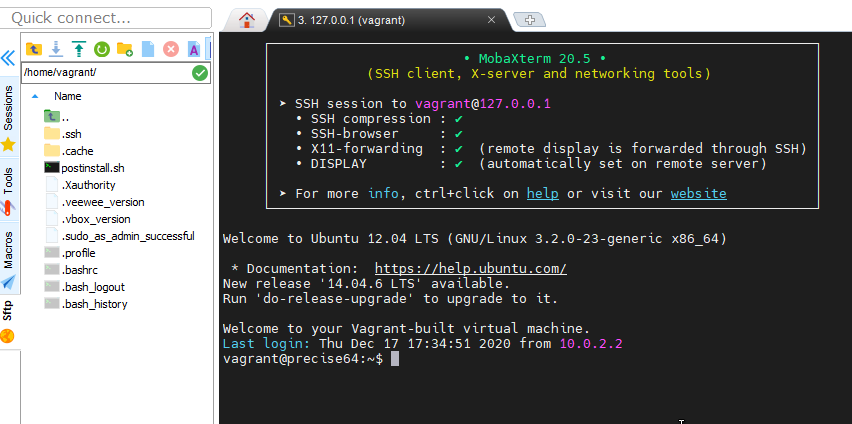 Quick connect...
3. 127.0.0.1 (vagrant)
/home/vagrant/
Name
..
.ssh
.cache
postinstall.sh
.Xauthority
.veewee_version
.vbox_version
.sudo_as_admin_successful
.profile
.bashrc
.bash_logout
.bash_history
Sessions
Tools
Macros
Sftp
• MobaXterm 20.5 •
(SSH client, X-server and networking tools)
➤ SSH session to vagrant@127.0.0.1
• SSH compression : ✔
• SSH-browser : ✔
• X11-forwarding : ✔ (remote display is forwarded through SSH)
• DISPLAY : ✔ (automatically set on remote server)
➤ For more info, ctrl+click on help or visit our website
Welcome to Ubuntu 12.04 LTS (GNU/Linux 3.2.0-23-generic x86_64)
* Documentation: https://help.ubuntu.com/
New release '14.04.6 LTS' available.
Run 'do-release-upgrade' to upgrade to it.
Welcome to your Vagrant-built virtual machine.
Last login: Thu Dec 17 17:34:51 2020 from 10.0.2.2
vagrant@precise64:~$